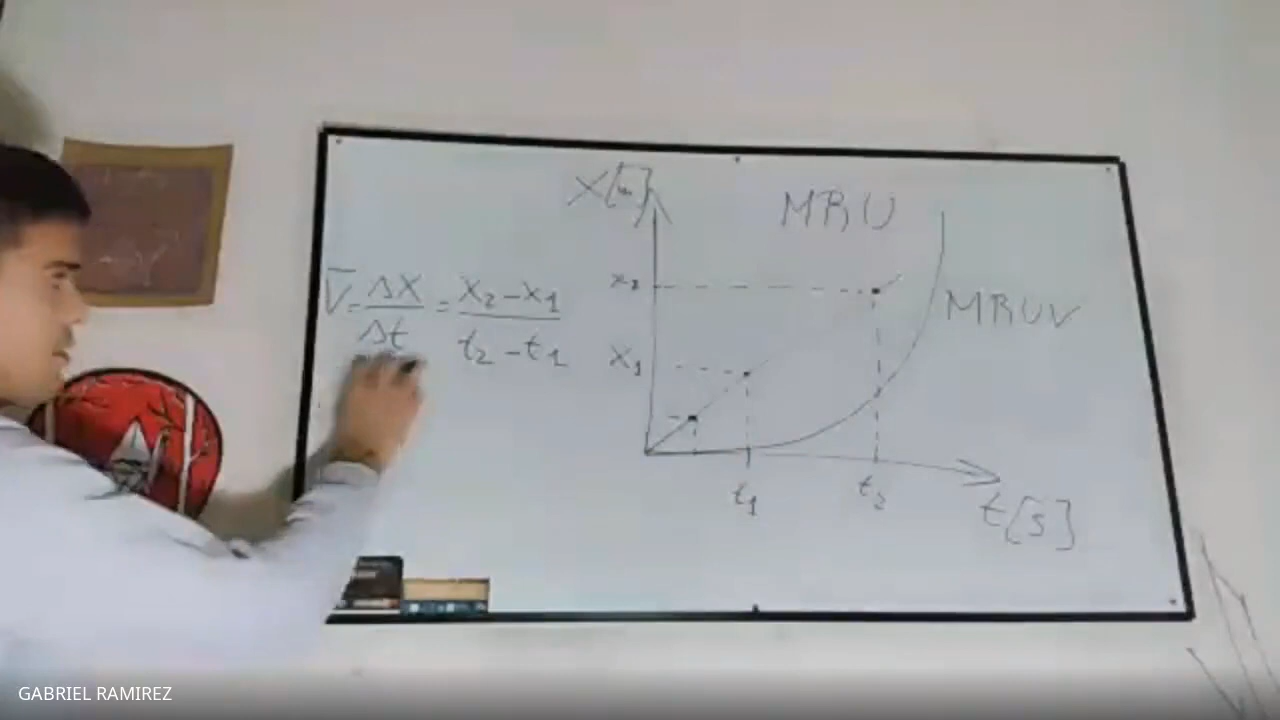 X[m]
MRU
x₂
V̅ = ΔX/Δt = X₂-X₁/t₂-t₁
MRUV
X₁
t₁
t₂
t[s]
GABRIEL RAMIREZ